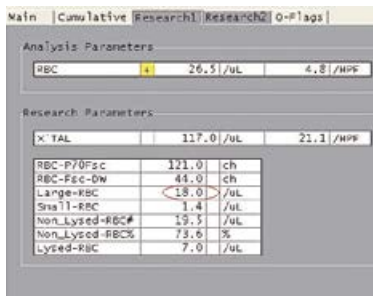 Main Cumulative Research1 Research2 Q-Flags
Analysis Parameters
RBC + 26.5 /uL 4.8 /HPF
Research Parameters
X'TAL 117.0 /uL 21.1 /HPF
RBC-P70Fsc 121.0 ch
RBC-Fsc-DW 44.0 ch
Large-RBC 18.0 /uL
Small-RBC 1.4 /uL
Non_Lysed-RBC# 19.5 /uL
Non_Lysed-RBC% 73.6 %
Lysed-RBC 7.0 /uL